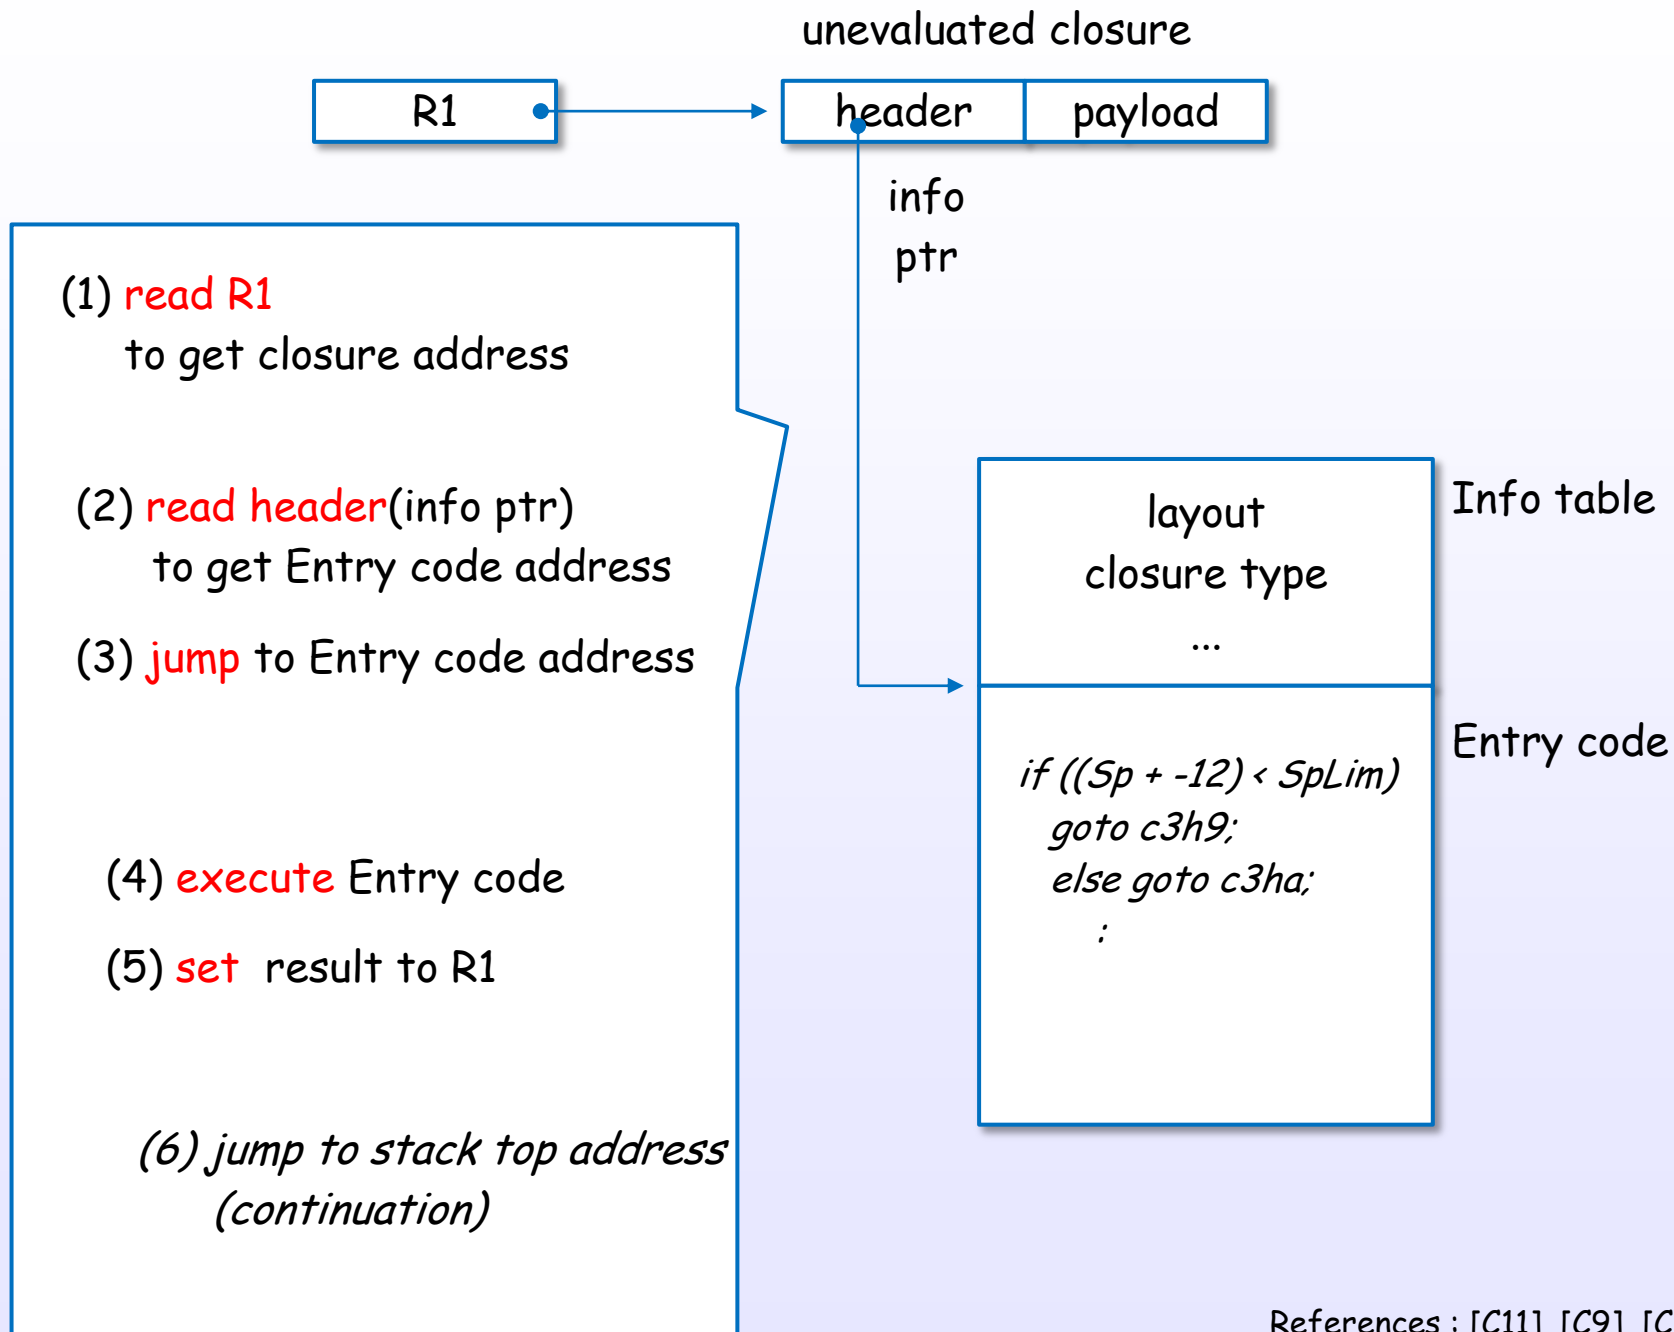 unevaluated closure
R1
header
payload
info
ptr
(1) read R1
to get closure address
(2) read header(info ptr)
to get Entry code address
(3) jump to Entry code address
(4) execute Entry code
(5) set result to R1
(6) jump to stack top address
(continuation)
layout
closure type
...
Info table
Entry code
if ((Sp + -12) < SpLim)
goto c3h9;
else goto c3ha;
:
References : [C11], [C9], [C